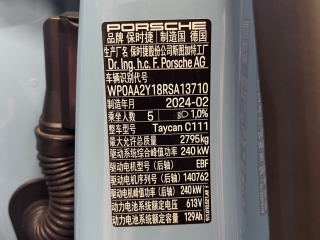 PORSCHE
品牌 保时捷 制造国 德国
生产厂名 保时捷股份公司斯图加特工厂
Dr. Ing. h.c. F. Porsche AG
车辆识别代号
WP0AA2Y18RSA13710
制造年月 2024-02
乘坐人数 5 1,0%
整车型号 Taycan C111
最大允许总质量 2795kg
驱动系统综合峰值功率 240 kW
驱动电机型号(后轴) EBF
驱动电机序列号(后轴) 140762
驱动电机峰值功率(后轴) 240 kW
动力电池系统额定电压 613V
动力电池系统额定容量 129Ah